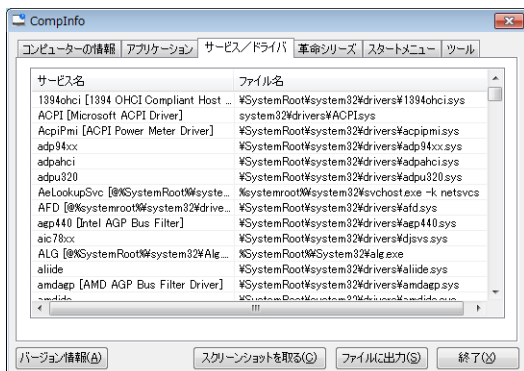 CompInfo
コンピューターの情報 アプリケーション サービス／ドライバ 革命シリーズ スタートメニュー ツール
サービス名 ファイル名
1394ohci [1394 OHCI Compliant Host ... ¥SystemRoot¥system32¥drivers¥1394ohci.sys
ACPI [Microsoft ACPI Driver] system32¥drivers¥ACPI.sys
AcpiPmi [ACPI Power Meter Driver] ¥SystemRoot¥system32¥drivers¥acpipmi.sys
adp94xx ¥SystemRoot¥system32¥drivers¥adp94xx.sys
adpahci ¥SystemRoot¥system32¥drivers¥adpahci.sys
adpu320 ¥SystemRoot¥system32¥drivers¥adpu320.sys
AeLookupSvc [@%SystemRoot%¥syste... %systemroot%¥system32¥svchost.exe -k netsvcs
AFD [@%systemroot%¥system32¥drive... ¥SystemRoot¥system32¥drivers¥afd.sys
agp440 [Intel AGP Bus Filter] ¥SystemRoot¥system32¥drivers¥agp440.sys
aic78xx ¥SystemRoot¥system32¥drivers¥djsvs.sys
ALG [@%SystemRoot%¥system32¥Alg.... %SystemRoot%¥System32¥alg.exe
aliide ¥SystemRoot¥system32¥drivers¥aliide.sys
amdagp [AMD AGP Bus Filter Driver] ¥SystemRoot¥system32¥drivers¥amdagp.sys
amdide ¥SystemRoot¥system32¥drivers¥amdide.sys
バージョン情報(A) スクリーンショットを取る(C) ファイルに出力(S) 終了(X)